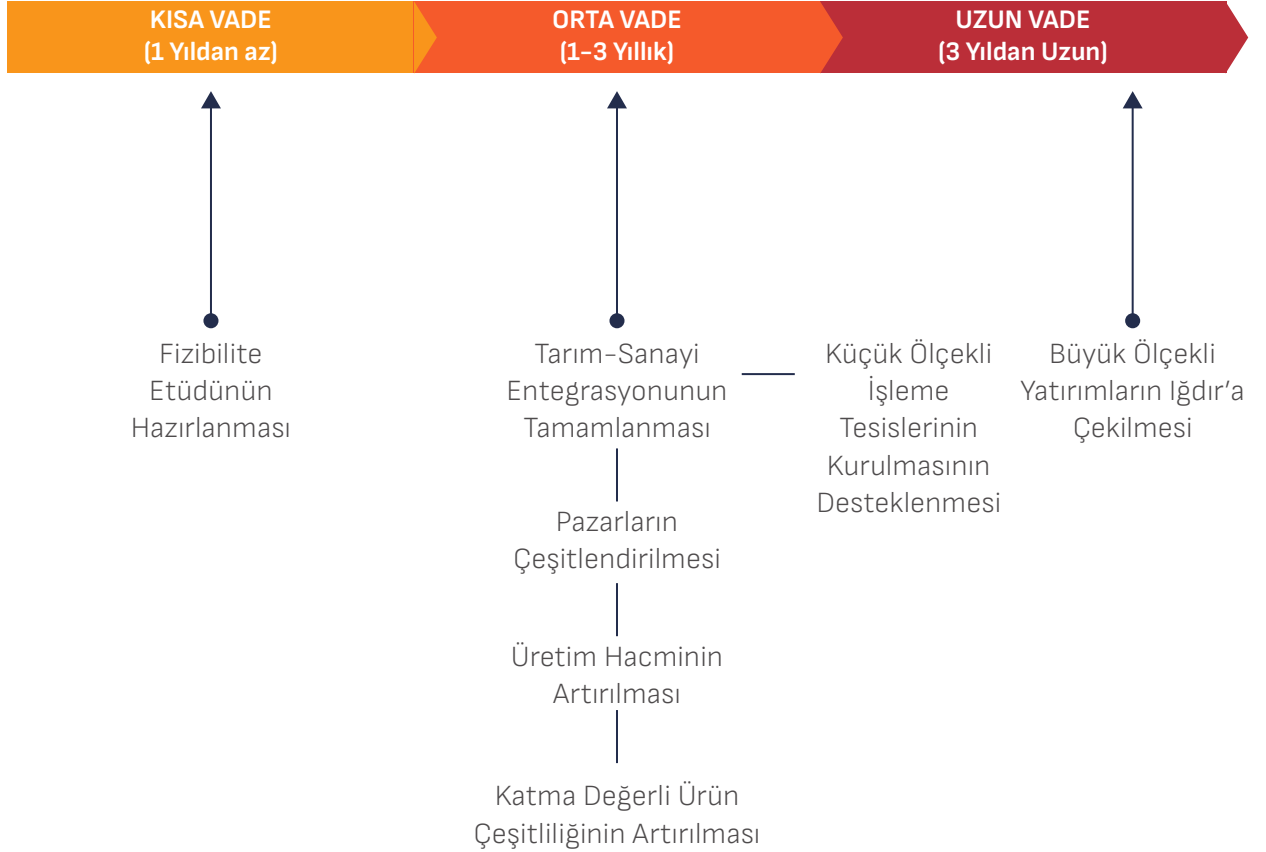 KISA VADE
(1 Yıldan az)
ORTA VADE
(1-3 Yıllık)
UZUN VADE
(3 Yıldan Uzun)
Fizibilite
Etüdünün
Hazırlanması
Tarım-Sanayi
Entegrasyonunun
Tamamlanması
Küçük Ölçekli
İşleme
Tesislerinin
Kurulmasının
Desteklenmesi
Büyük Ölçekli
Yatırımların Iğdır’a
Çekilmesi
Pazarların
Çeşitlendirilmesi
Üretim Hacminin
Artırılması
Katma Değerli Ürün
Çeşitliliğinin Artırılması